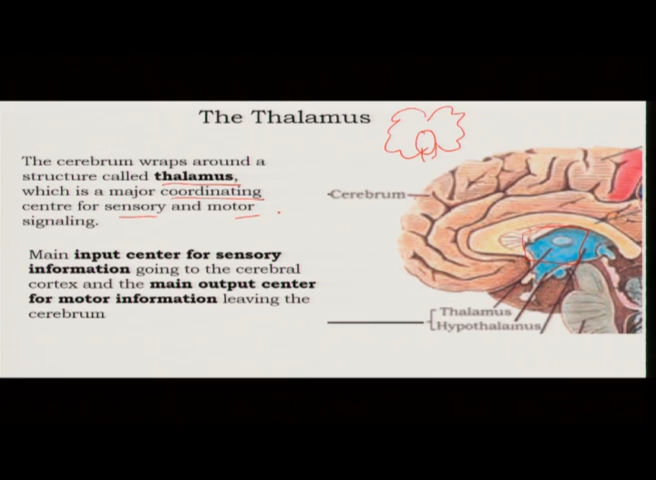 The Thalamus
The cerebrum wraps around a
structure called thalamus,
which is a major coordinating
centre for sensory and motor
signaling.
Cerebrum
Main input center for sensory
information going to the cerebral
cortex and the main output center
for motor information leaving the
cerebrum
Thalamus
Hypothalamus